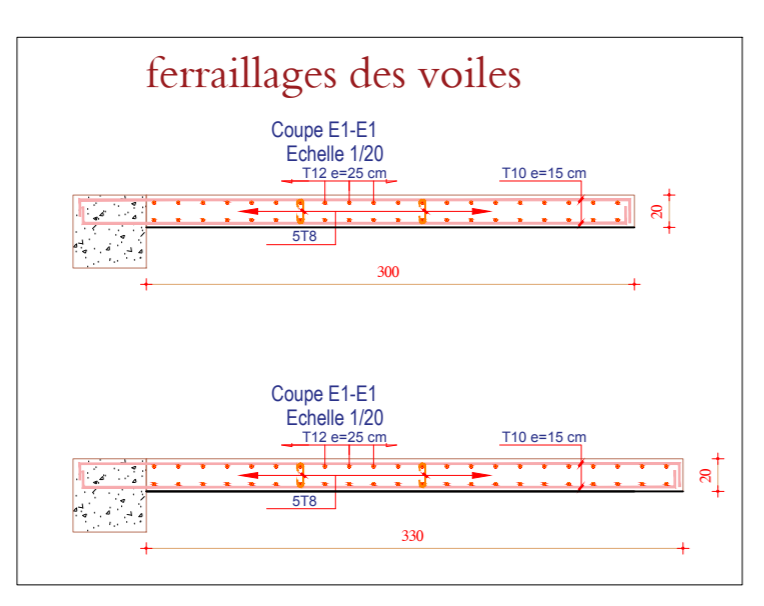 ferraillages des voiles
Coupe E1-E1
Echelle 1/20
T12 e=25 cm
T10 e=15 cm
20
5T8
300
Coupe E1-E1
Echelle 1/20
T12 e=25 cm
T10 e=15 cm
20
5T8
330